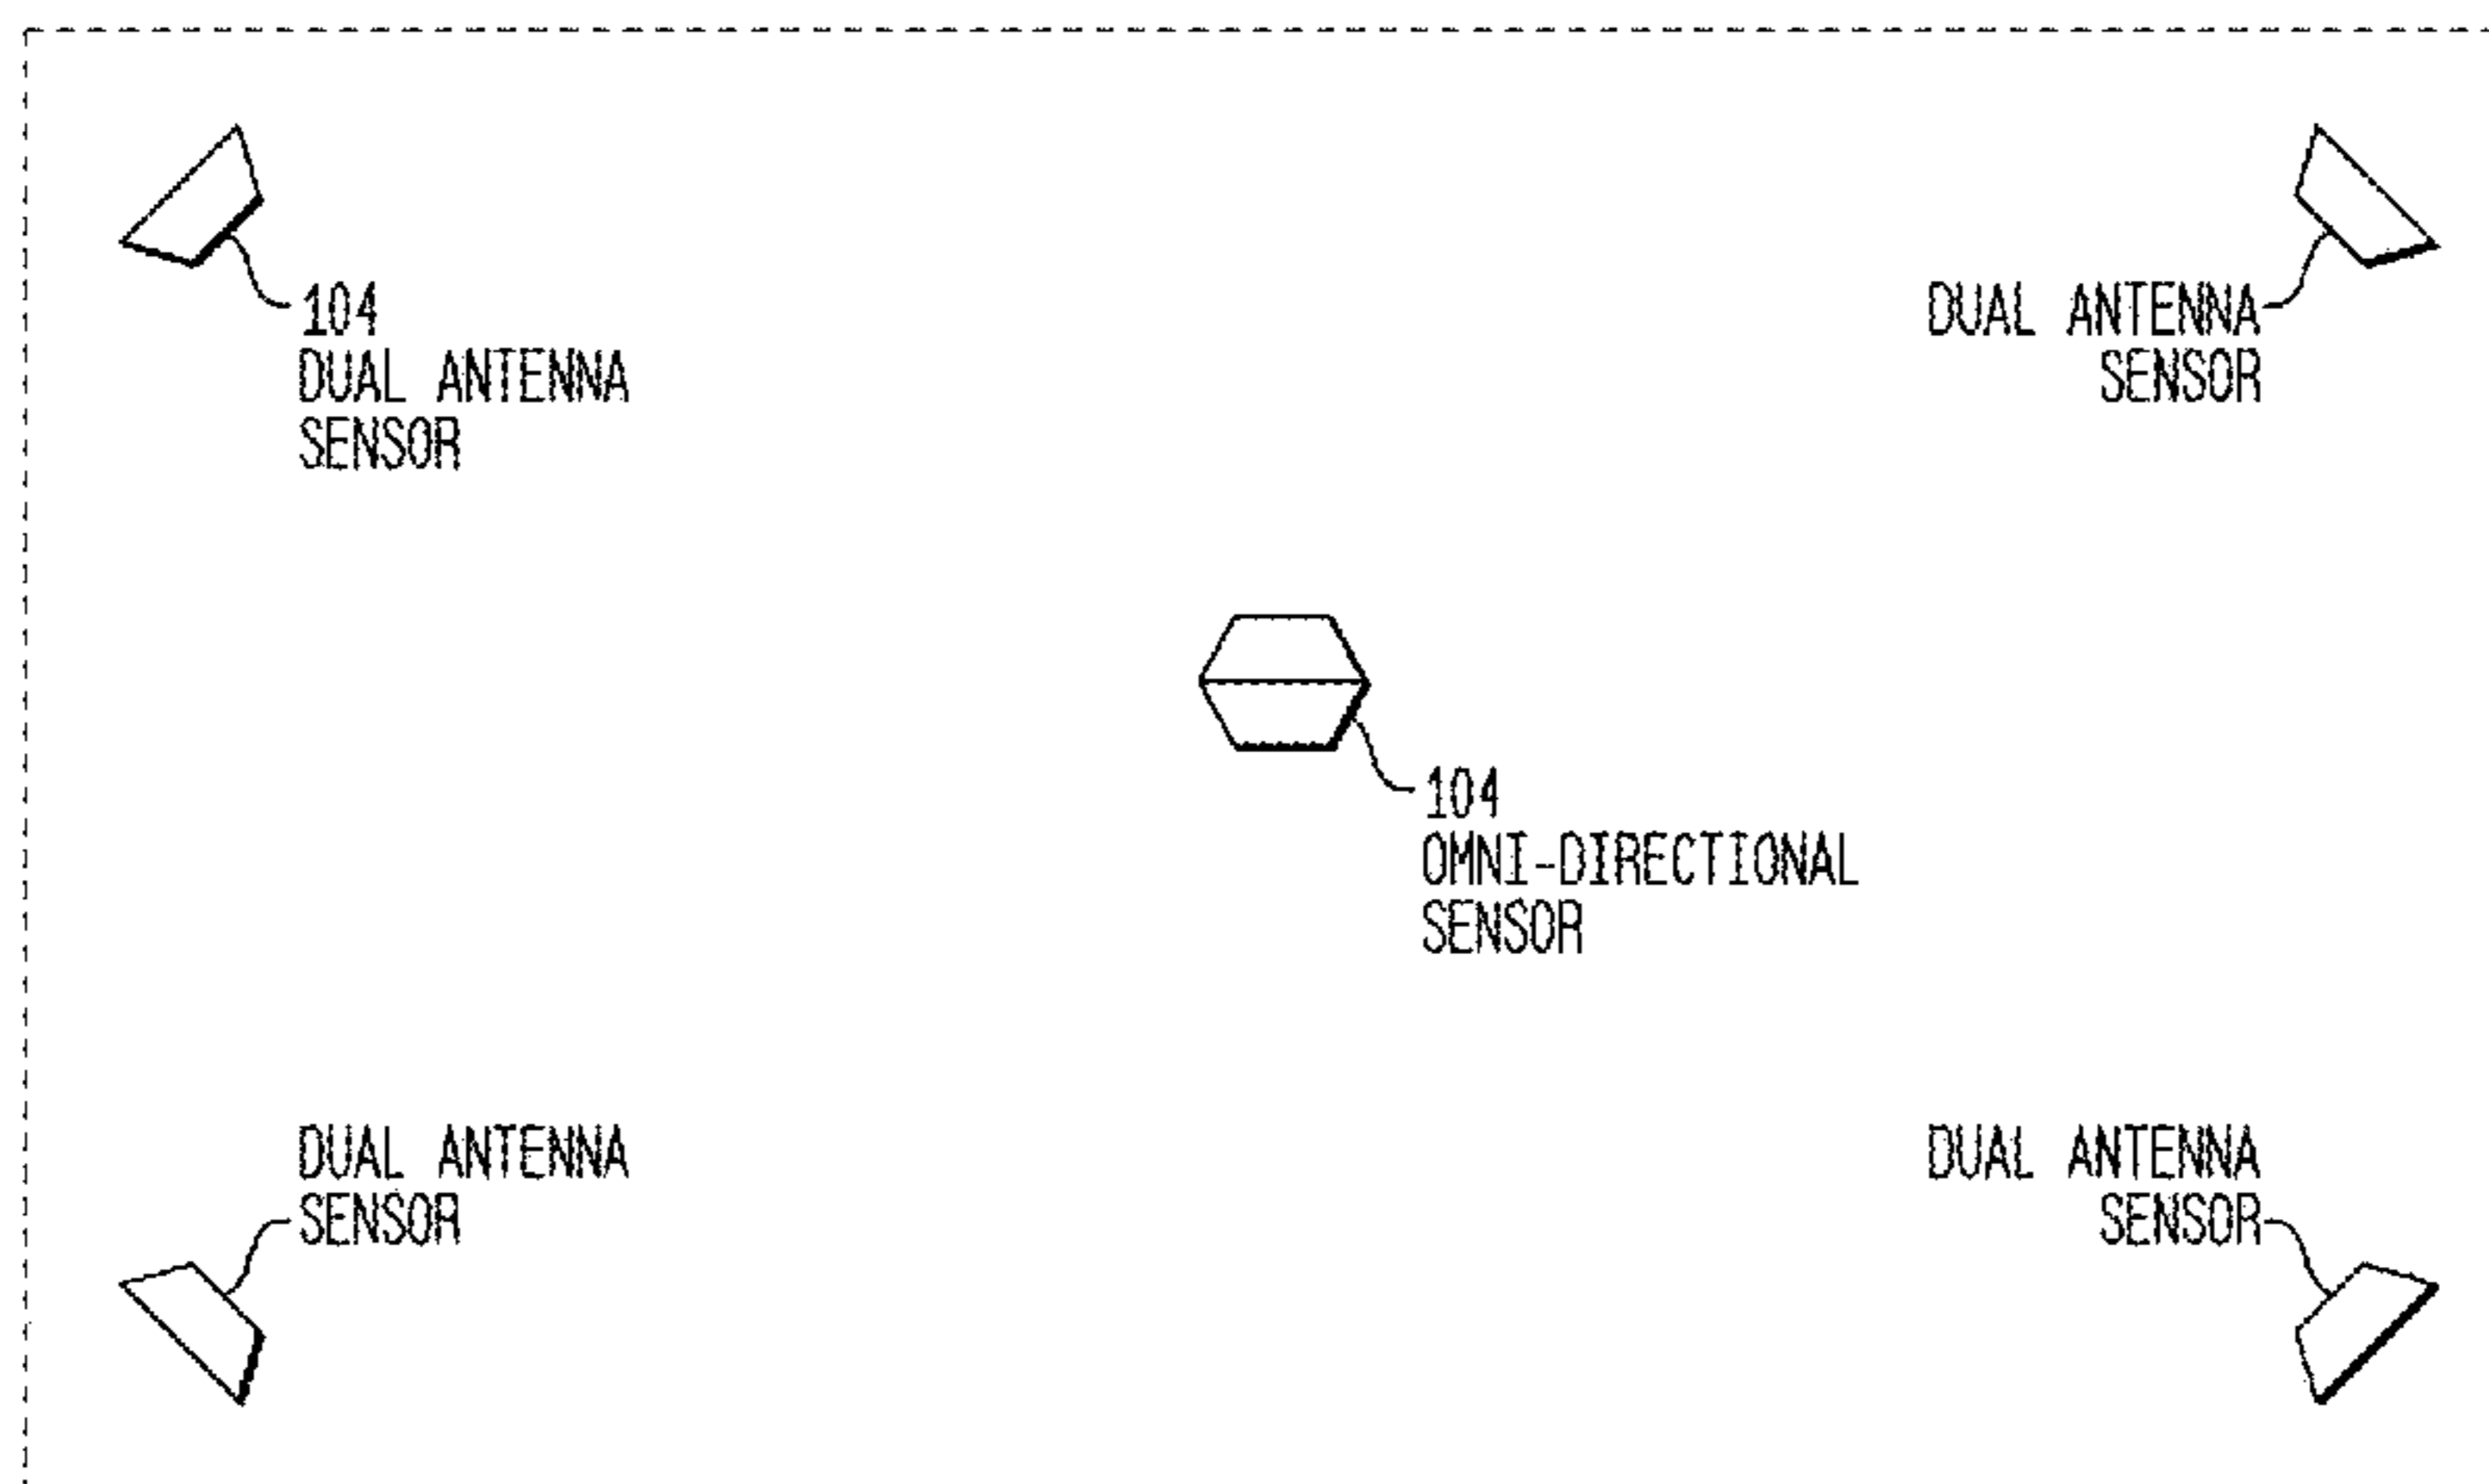 104
DUAL ANTENNA
SENSOR
DUAL ANTENNA
SENSOR
104
OMNI-DIRECTIONAL
SENSOR
DUAL ANTENNA
SENSOR
DUAL ANTENNA
SENSOR